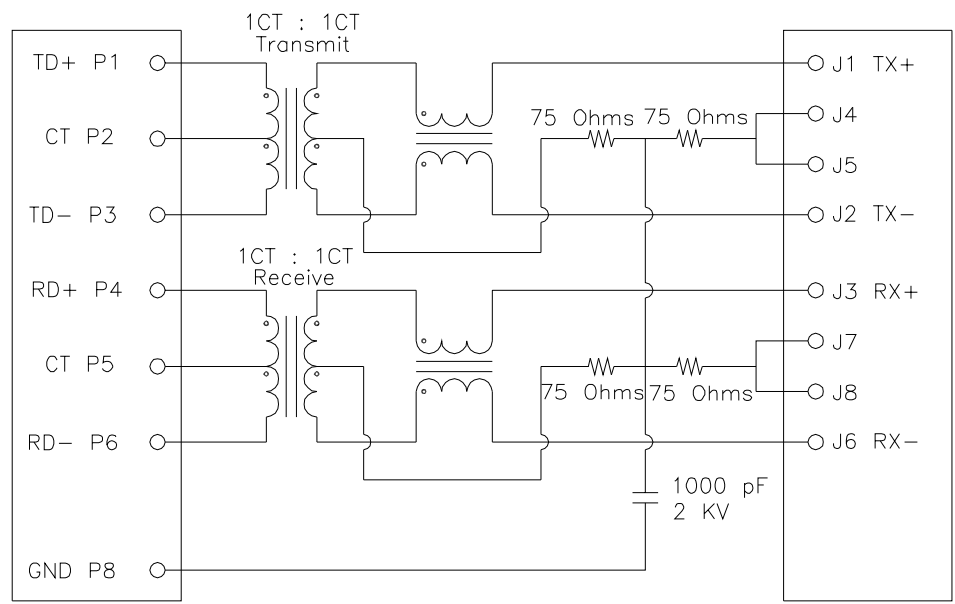 1CT : 1CT
Transmit
TD+ P1
J1 TX+
75 Ohms
75 Ohms
J4
CT P2
J5
TD- P3
J2 TX-
1CT : 1CT
Receive
RD+ P4
J3 RX+
J7
CT P5
75 Ohms
75 Ohms
J8
RD- P6
J6 RX-
1000 pF
2 KV
GND P8